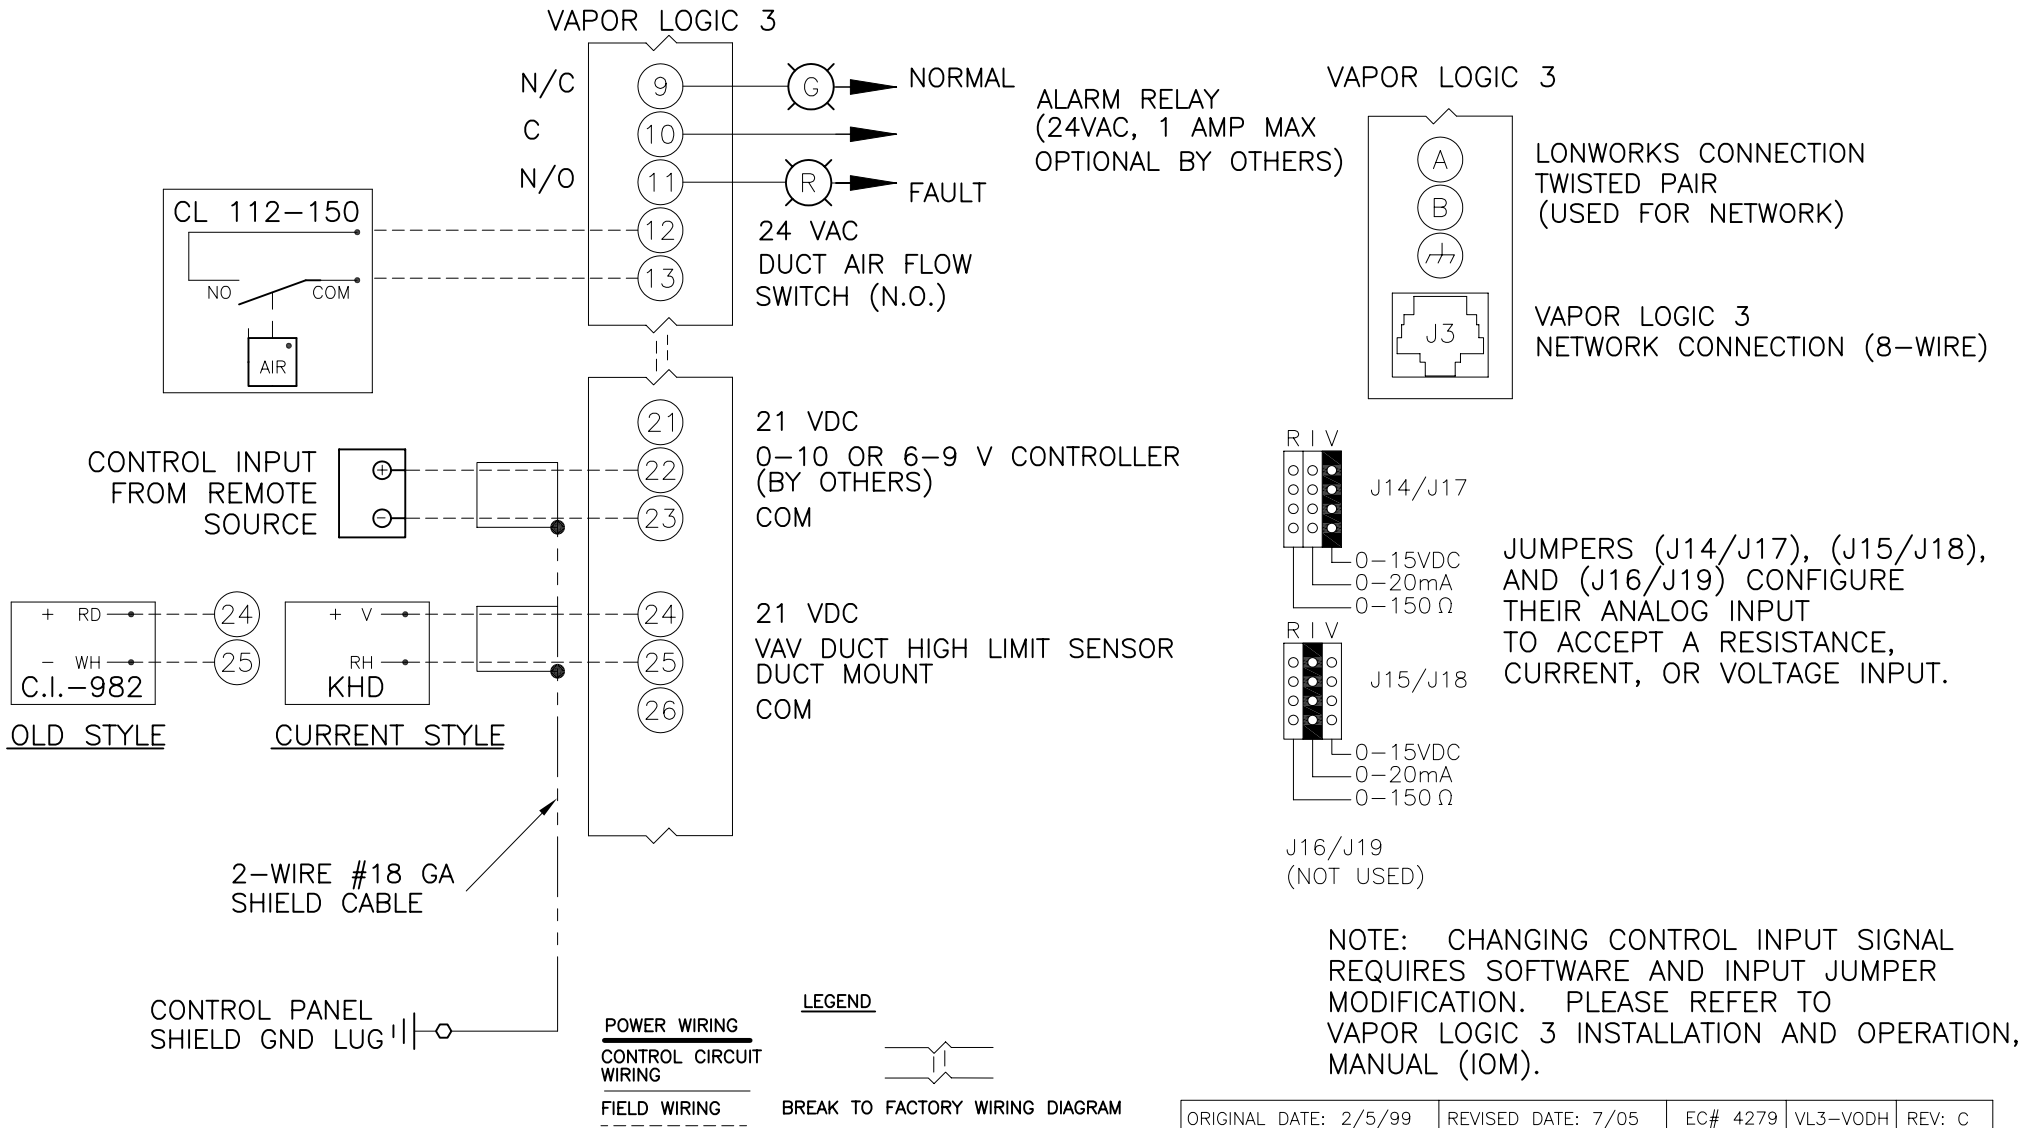 VAPOR LOGIC 3
N/C
9
G
NORMAL
C
10
N/O
11
R
FAULT
ALARM RELAY
(24VAC, 1 AMP MAX
OPTIONAL BY OTHERS)
CL 112-150
NO
COM
AIR
12
24 VAC
13
DUCT AIR FLOW
SWITCH (N.O.)
VAPOR LOGIC 3
A
B
LONWORKS CONNECTION
TWISTED PAIR
(USED FOR NETWORK)
J3
VAPOR LOGIC 3
NETWORK CONNECTION (8-WIRE)
CONTROL INPUT
FROM REMOTE
SOURCE
+
-
21
21 VDC
22
0-10 OR 6-9 V CONTROLLER
(BY OTHERS)
23
COM
+ RD
- WH
C.I.-982
OLD STYLE
24
25
+ V
RH
KHD
CURRENT STYLE
24
21 VDC
25
VAV DUCT HIGH LIMIT SENSOR
DUCT MOUNT
26
COM
R I V
J14/J17
0-15VDC
0-20mA
0-150 Ω
R I V
J15/J18
0-15VDC
0-20mA
0-150 Ω
J16/J19
(NOT USED)
JUMPERS (J14/J17), (J15/J18),
AND (J16/J19) CONFIGURE
THEIR ANALOG INPUT
TO ACCEPT A RESISTANCE,
CURRENT, OR VOLTAGE INPUT.
2-WIRE #18 GA
SHIELD CABLE
CONTROL PANEL
SHIELD GND LUG
NOTE: CHANGING CONTROL INPUT SIGNAL
REQUIRES SOFTWARE AND INPUT JUMPER
MODIFICATION. PLEASE REFER TO
VAPOR LOGIC 3 INSTALLATION AND OPERATION,
MANUAL (IOM).
LEGEND
POWER WIRING
CONTROL CIRCUIT
WIRING
FIELD WIRING
BREAK TO FACTORY WIRING DIAGRAM
ORIGINAL DATE: 2/5/99 REVISED DATE: 7/05 EC# 4279 VL3-VODH REV: C